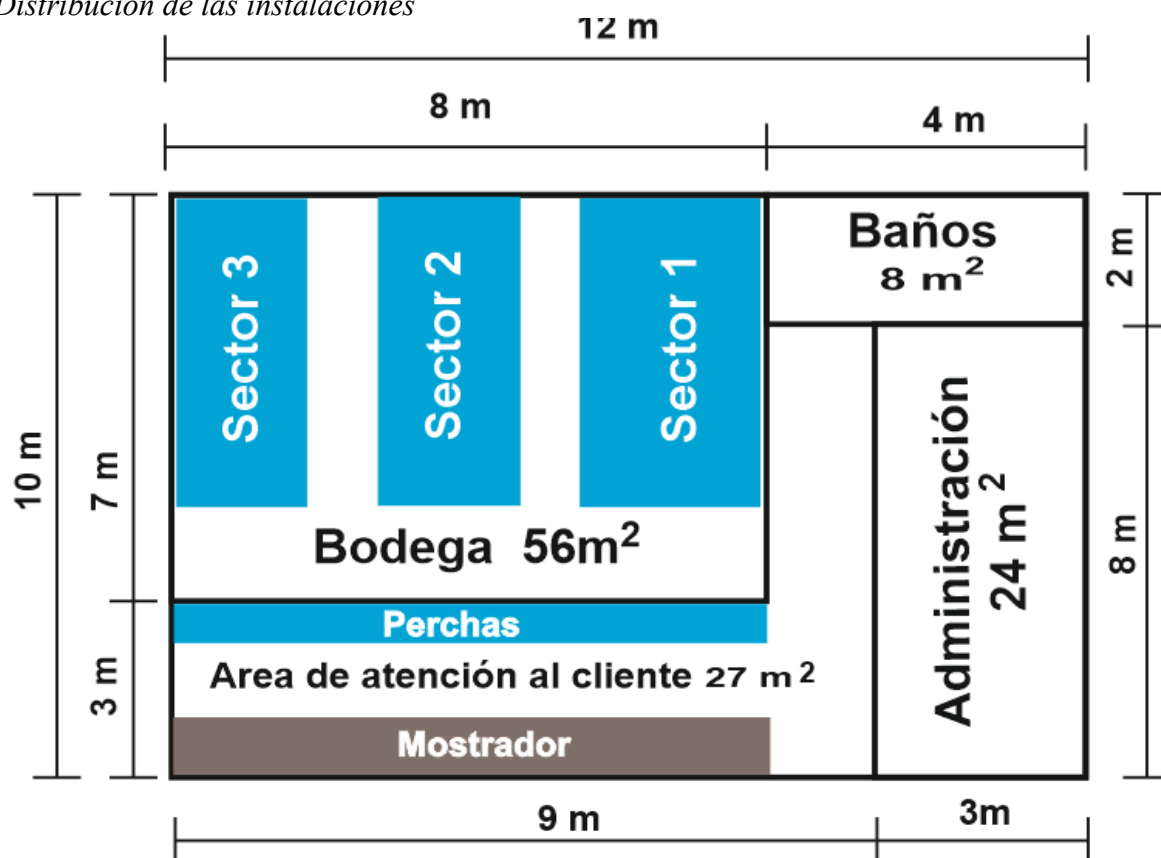 Distribución de las instalaciones
12 m
8 m
4 m
Sector 3
Sector 2
Sector 1
Baños
8 m²
2 m
10 m
7 m
Bodega 56m²
Administración
24 m²
8 m
Perchas
3 m
Area de atención al cliente 27 m²
Mostrador
9 m
3m